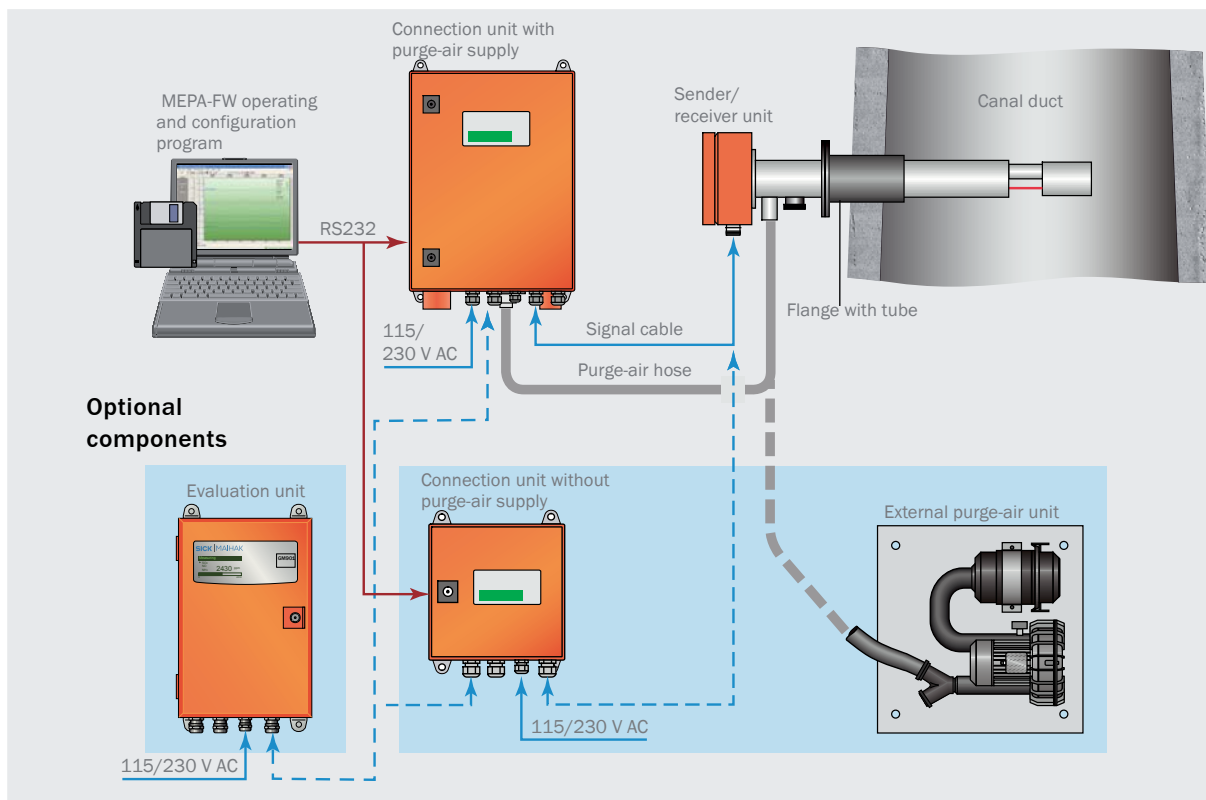 Connection unit with
purge-air supply
MEPA-FW operating
and configuration
program
Sender/
receiver unit
Canal duct
RS232
Flange with tube
115/
230 V AC
Signal cable
Purge-air hose
Optional
components
Evaluation unit
Connection unit without
purge-air supply
External purge-air unit
SICK MAIHAK
GM901
2430
115/230 V AC
115/230 V AC